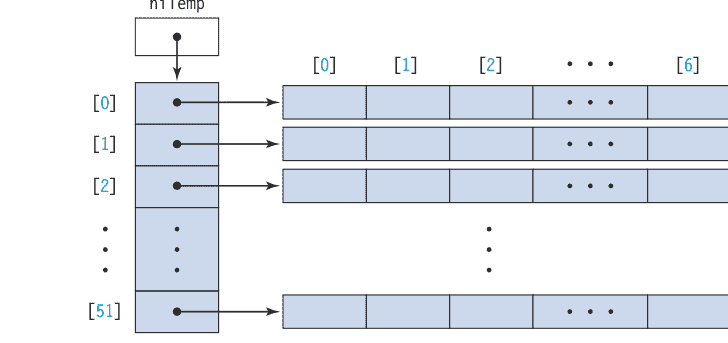 hiTemp
[0] [1] [2] • • • [6]
[0] • • •
[1] • • •
[2] • • •
[51] • • •